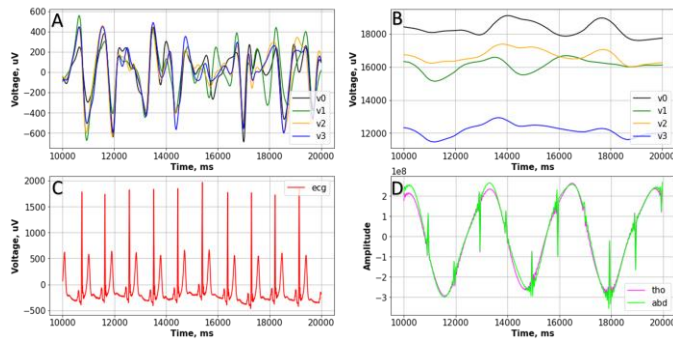 A
Voltage, uV
600
400
200
0
−200
−400
−600
v0
v1
v2
v3
10000 12000 14000 16000 18000 20000
Time, ms
B
Voltage, uV
18000
16000
14000
12000
v0
v1
v2
v3
10000 12000 14000 16000 18000 20000
Time, ms
C
Voltage, uV
2000
1500
1000
500
0
−500
ecg
10000 12000 14000 16000 18000 20000
Time, ms
D
1e8
Amplitude
2
1
0
−1
−2
−3
tho
abd
10000 12000 14000 16000 18000 20000
Time, ms